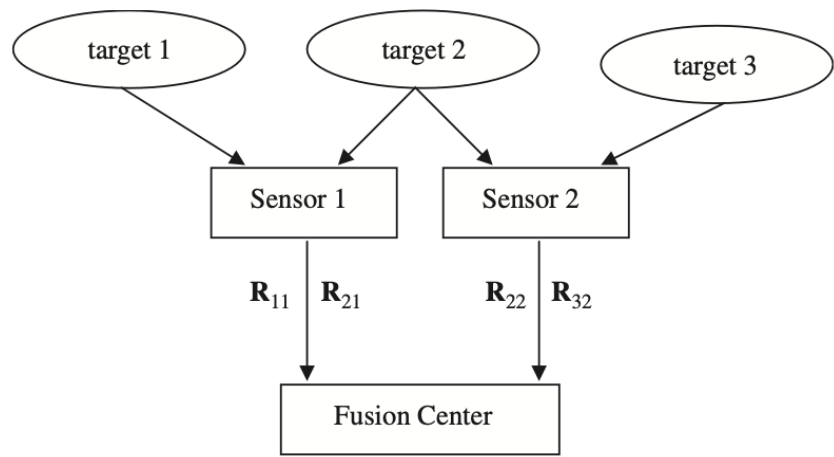 target 1
target 2
target 3
Sensor 1
Sensor 2
R₁₁
R₂₁
R₂₂
R₃₂
Fusion Center